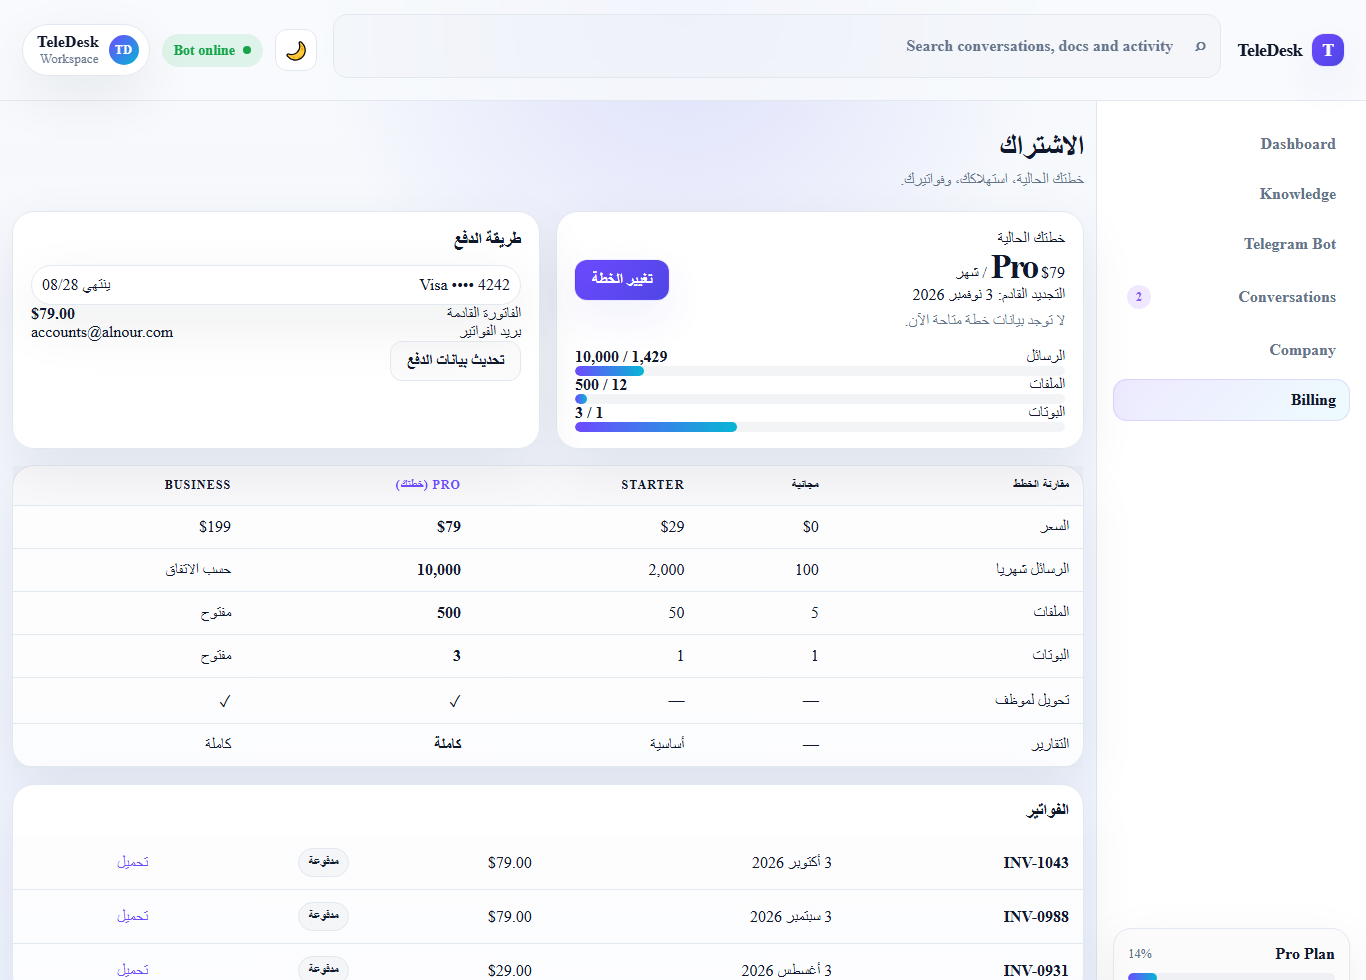 TeleDesk T
Search conversations, docs and activity
Bot online
TeleDesk
Workspace
TD
Dashboard
Knowledge
Telegram Bot
Conversations 2
Company
Billing
Pro Plan 14%
الاشتراك
خطتك الحالية، استهلاكك، وفواتيرك.
خطتك الحالية
$79 Pro / شهر
التجديد القادم: 3 نوفمبر 2026
لا توجد بيانات خطة متاحة الآن.
تغيير الخطة
الرسائل 10,000 / 1,429
الملفات 500 / 12
البوتات 3 / 1
طريقة الدفع
Visa •••• 4242 ينتهي 08/28
الفاتورة القادمة $79.00
بريد الفواتير accounts@alnour.com
تحديث بيانات الدفع
مقارنة الخطط مجانية STARTER PRO (خطتك) BUSINESS
السعر $0 $29 $79 $199
الرسائل شهريا 100 2,000 10,000 حسب الاتفاق
الملفات 5 50 500 مفتوح
البوتات 1 1 3 مفتوح
تحويل لموظف — — ✓ ✓
التقارير — أساسية كاملة كاملة
الفواتير
INV-1043 3 أكتوبر 2026 $79.00 مدفوعة تحميل
INV-0988 3 سبتمبر 2026 $79.00 مدفوعة تحميل
INV-0931 3 أغسطس 2026 $29.00 مدفوعة تحميل